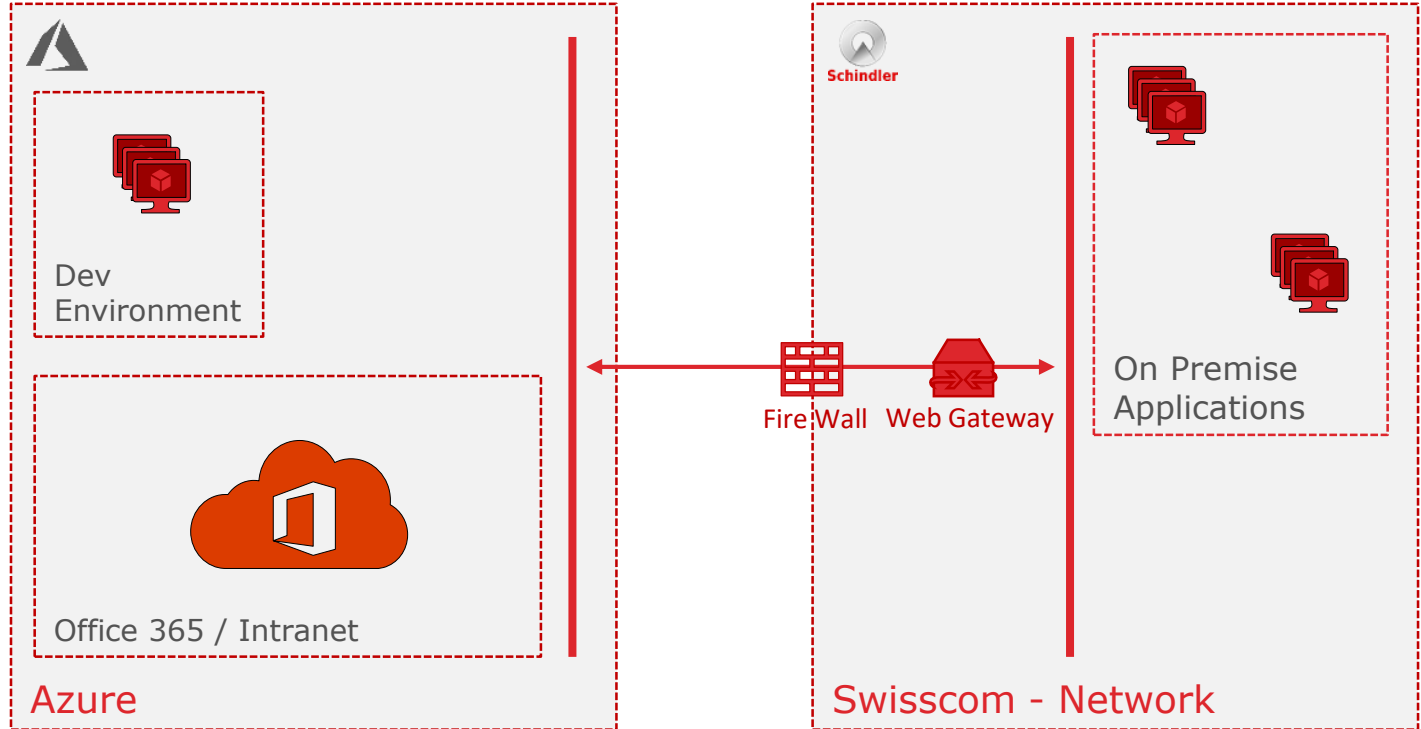 Dev
Environment
Office 365 / Intranet
Azure
Fire Wall
Web Gateway
Schindler
On Premise
Applications
Swisscom - Network